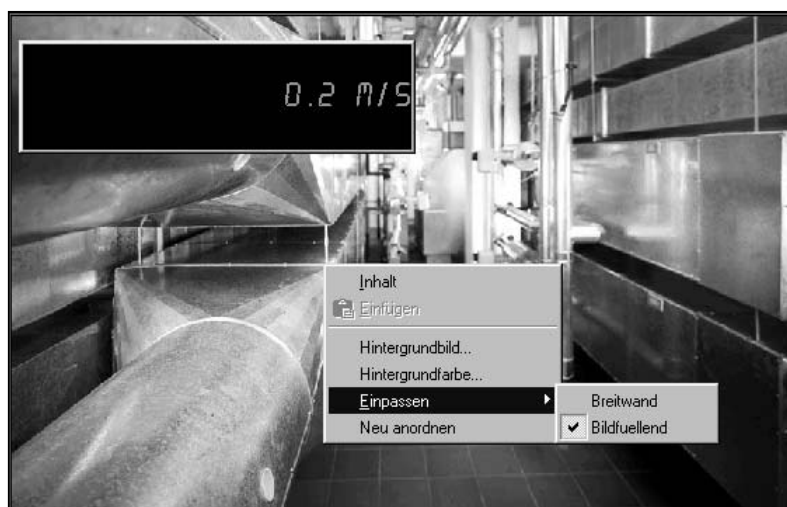 0.2 M/S
Inhalt
Einfügen
Hintergrundbild...
Hintergrundfarbe...
Einpassen
Breitwand
Neu anordnen
Bildfuellend